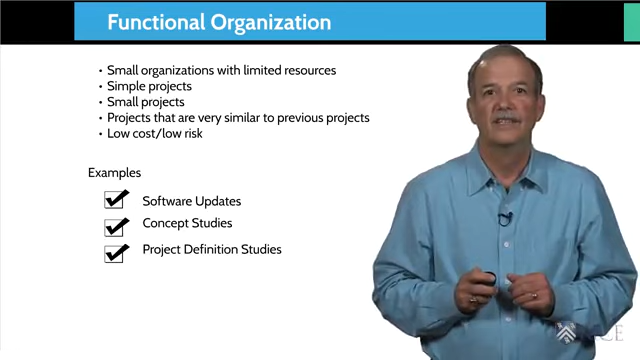 Functional Organization
• Small organizations with limited resources
• Simple projects
• Small projects
• Projects that are very similar to previous projects
• Low cost/low risk
Examples
Software Updates
Concept Studies
Project Definition Studies